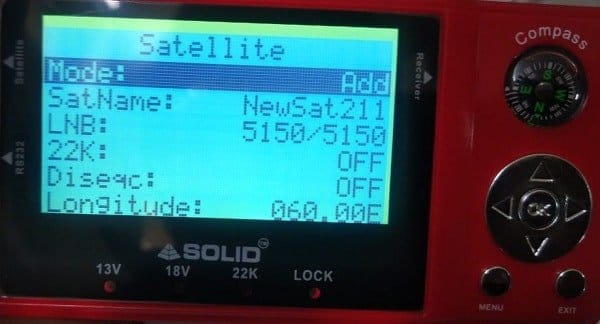 Satellite
Mode: Add
SatName: NewSat211
LNB: 5150/5150
22K: OFF
Diseqc: OFF
Longitude: 060.00E
Satellite
RS232
Receiver
Compass
S
E
W
N
SOLID TM
13V 18V 22K LOCK
OK
MENU EXIT